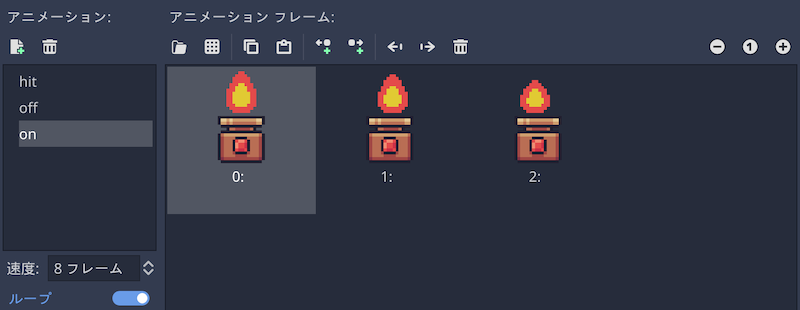 アニメーション:
アニメーション フレーム:
hit
off
on
0:
1:
2:
速度:
8 フレーム
ループ